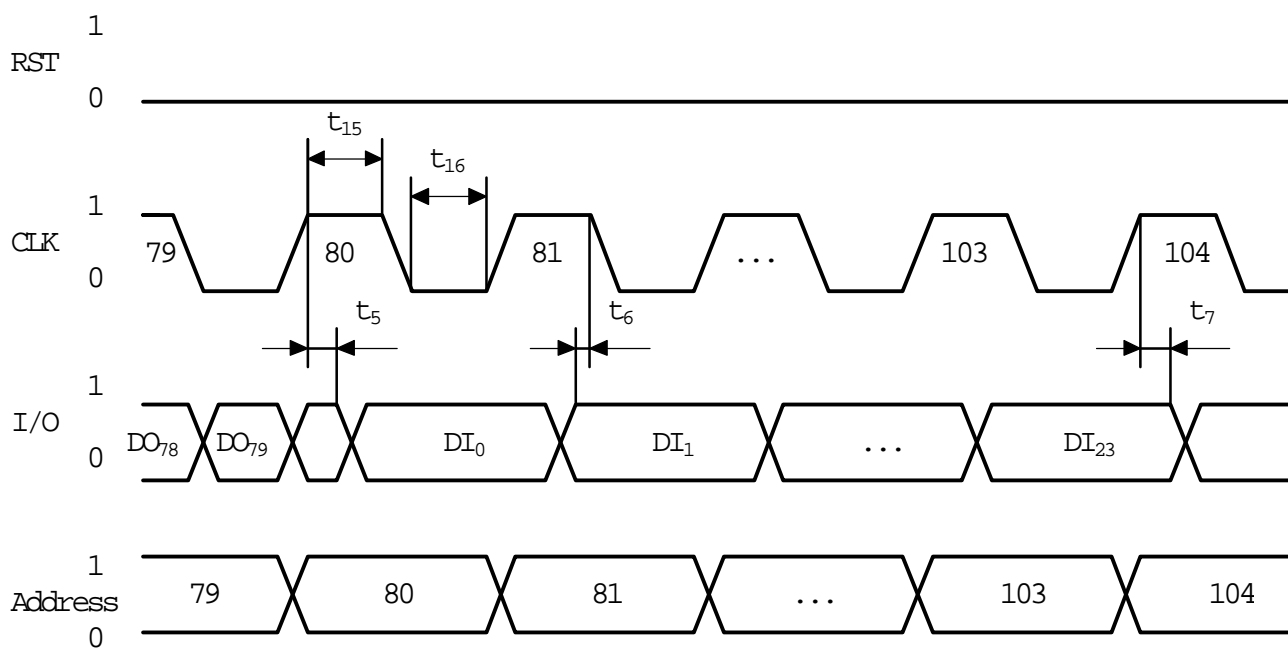 1
RST
0
t15
t16
1
CLK 79 80 81 ... 103 104
0
t5 t6 t7
1
I/O
DO78 DO79 DI0 DI1 ... DI23
0
1
79 80 81 ... 103 104
Address
0